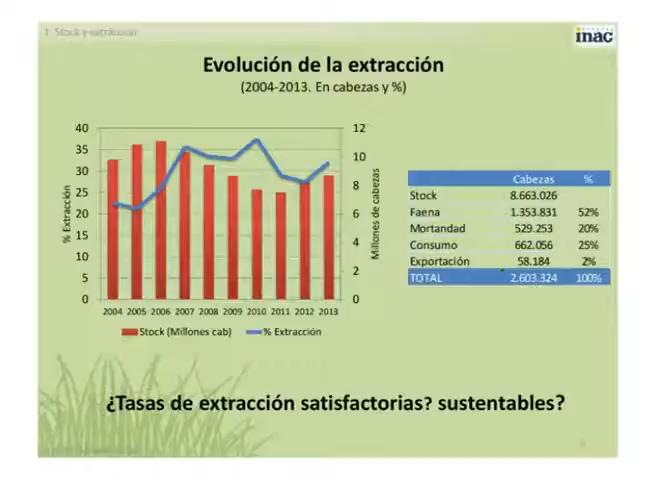 1 Stock y extracción
inac
Evolución de la extracción
(2004-2013. En cabezas y %)
% Extracción
40
35
30
25
20
15
10
5
0
12
10
8
6
4
2
0
Millones de cabezas
2004 2005 2006 2007 2008 2009 2010 2011 2012 2013
Stock (Millones cab) % Extracción
Cabezas %
Stock 8.663.026
Faena 1.353.831 52%
Mortandad 529.253 20%
Consumo 662.056 25%
Exportación 58.184 2%
TOTAL 2.603.324 100%
¿Tasas de extracción satisfactorias? sustentables?